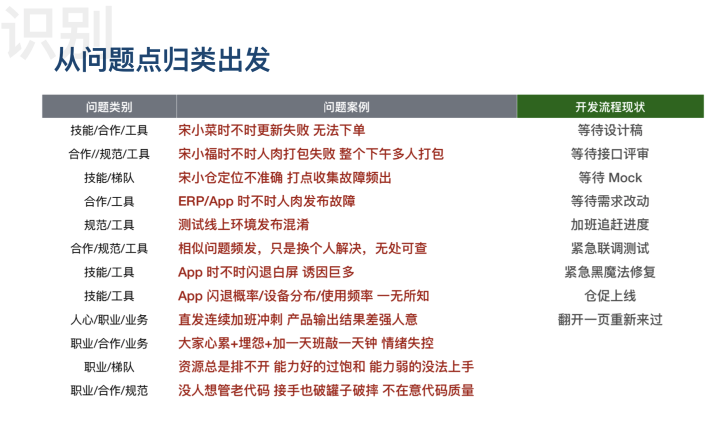 识别
从问题点归类出发
问题类别 问题案例 开发流程现状
技能/合作/工具 宋小菜时不时更新失败 无法下单 等待设计稿
合作//规范/工具 宋小福时不时人肉打包失败 整个下午多人打包 等待接口评审
技能/梯队 宋小仓定位不准确 打点收集故障频出 等待 Mock
合作/工具 ERP/App 时不时人肉发布故障 等待需求改动
规范/工具 测试线上环境发布混淆 加班追赶进度
合作/规范/工具 相似问题频发，只是换个人解决，无处可查 紧急联调测试
技能/工具 App 时不时闪退白屏 诱因巨多 紧急黑魔法修复
技能/工具 App 闪退概率/设备分布/使用频率 一无所知 仓促上线
人心/职业/业务 直发连续加班冲刺 产品输出结果差强人意 翻开一页重新来过
职业/合作/业务 大家心累+埋怨+加一天班敲一天钟 情绪失控
职业/梯队 资源总是排不开 能力好的过饱和 能力弱的没法上手
职业/合作/规范 没人想管老代码 接手也破罐子破摔 不在意代码质量